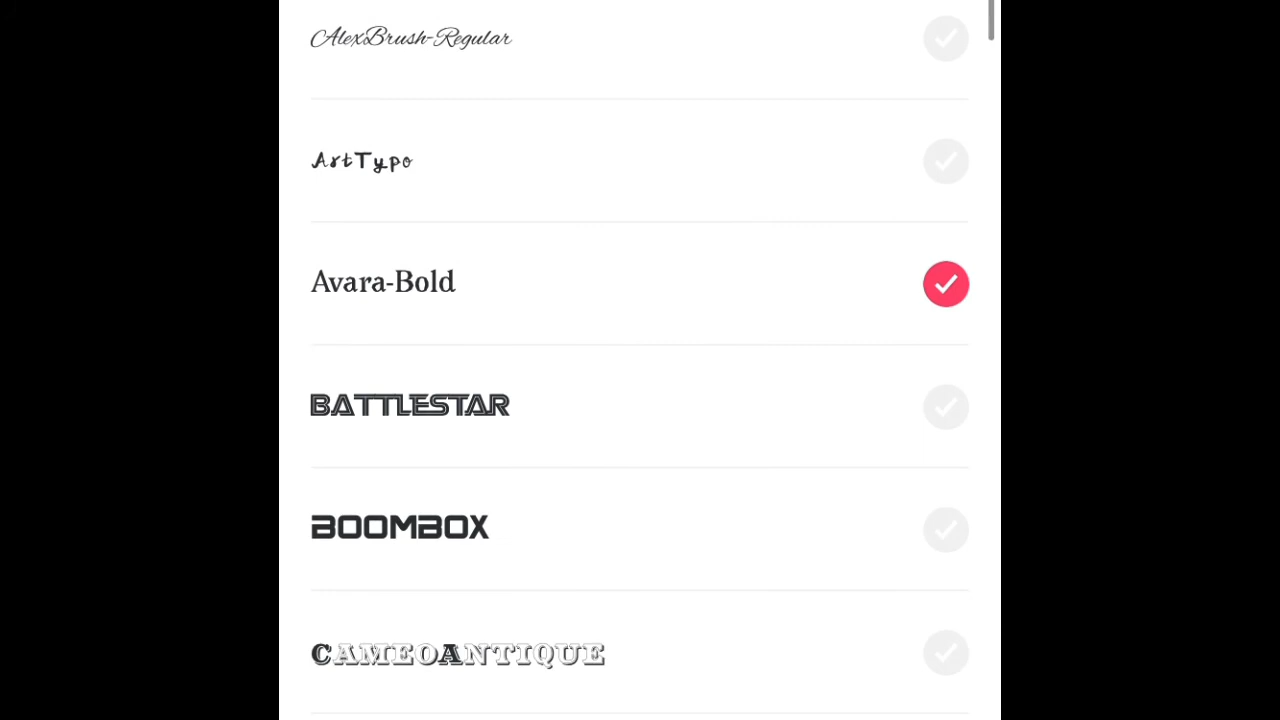 AlexBrush-Regular
ArtTypo
Avara-Bold
BATTLESTAR
BOOMBOX
CAMEOANTIQUE